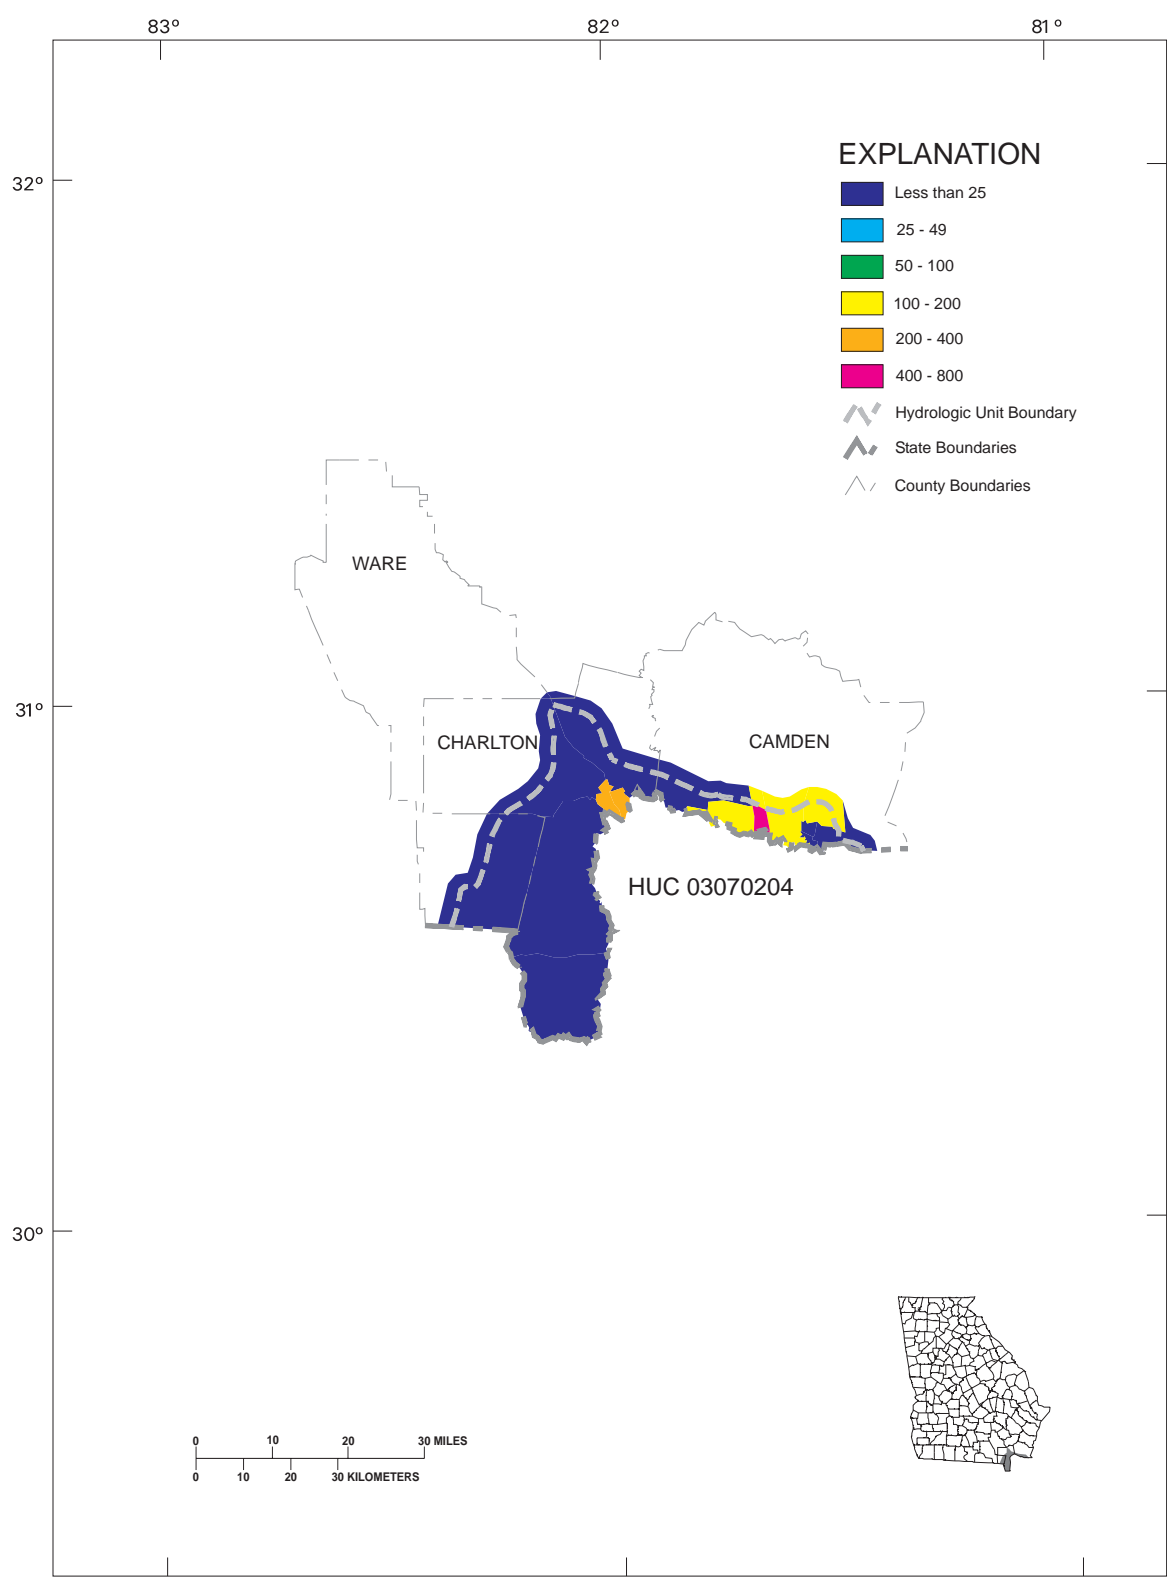 83° 82° 81°
32°
EXPLANATION
Less than 25
25 - 49
50 - 100
100 - 200
200 - 400
400 - 800
Hydrologic Unit Boundary
State Boundaries
County Boundaries
WARE
31°
CHARLTON
CAMDEN
HUC 03070204
30°
0 10 20 30 MILES
0 10 20 30 KILOMETERS